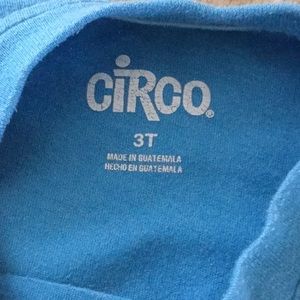 CIRCO®
3T
MADE IN GUATEMALA
HECHO EN GUATEMALA